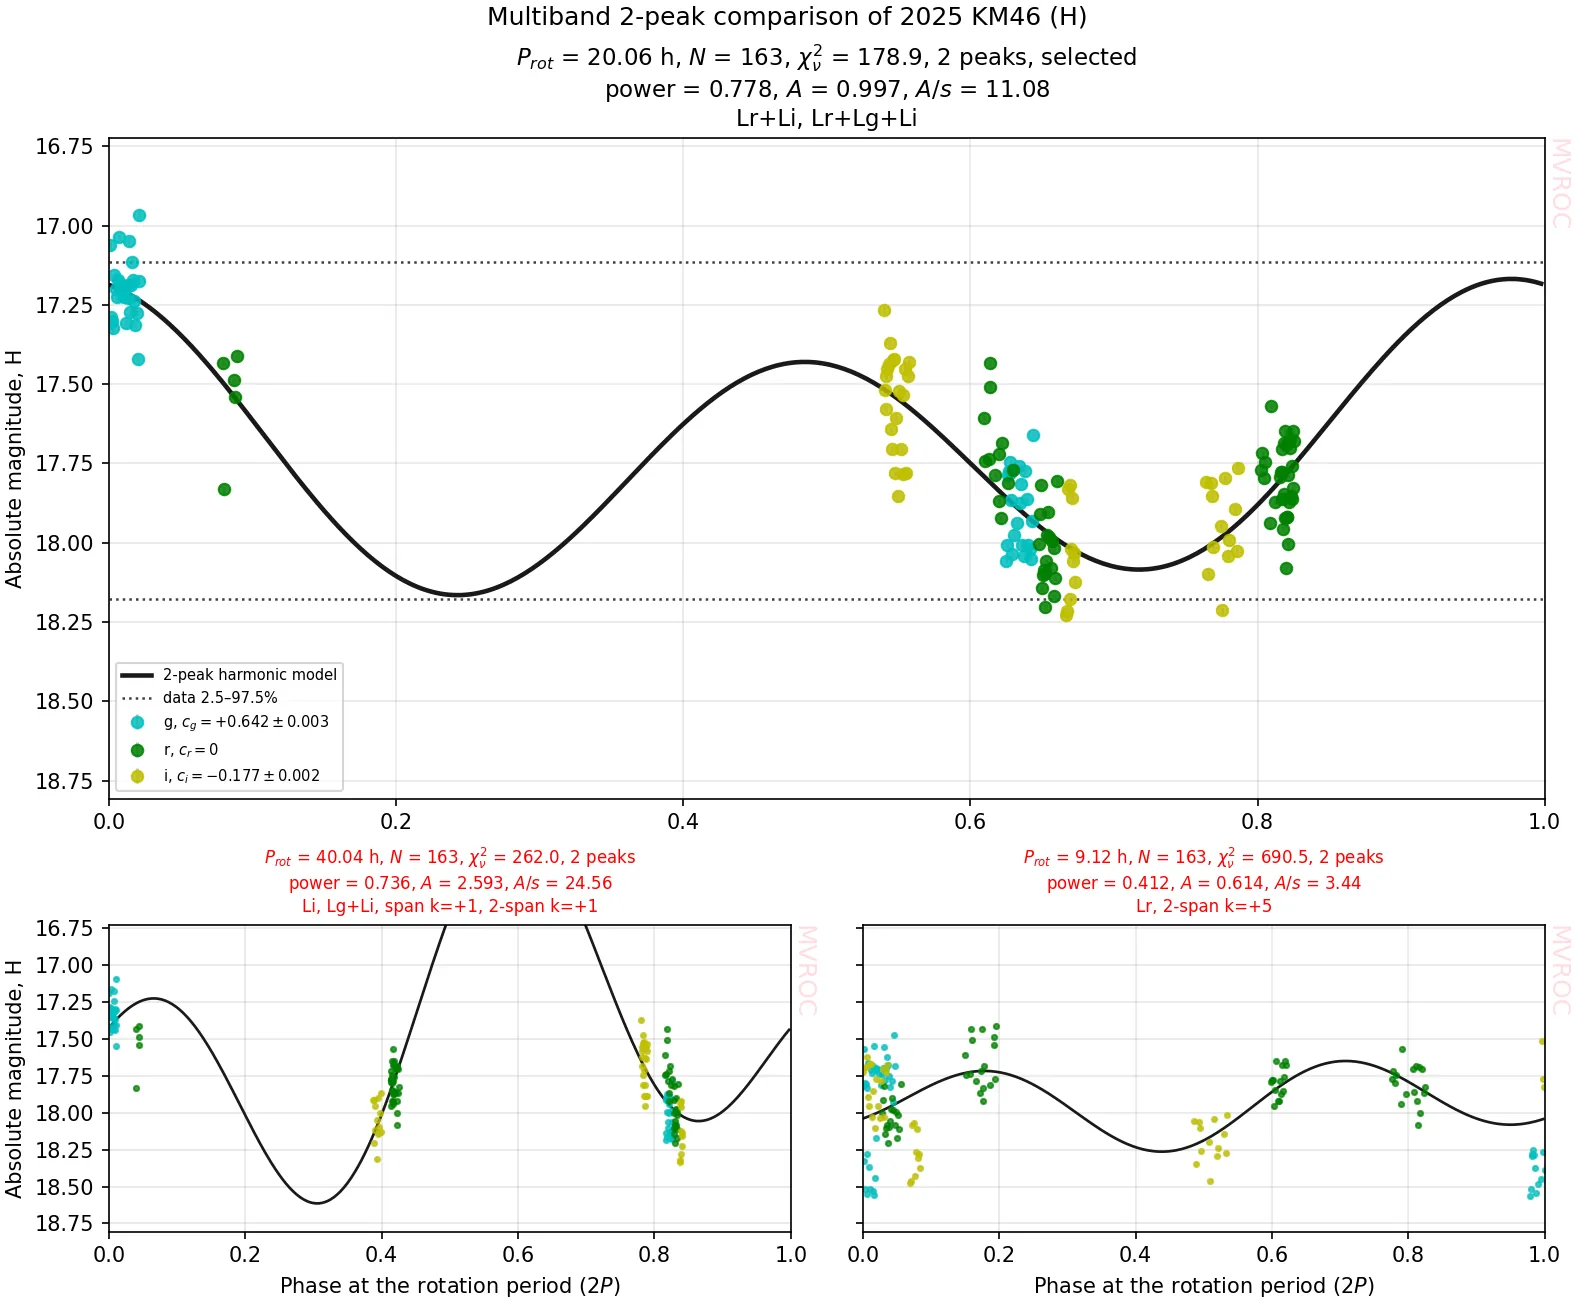 Multiband 2-peak comparison of 2025 KM46 (H)
P_rot = 20.06 h, N = 163, χ²_ν = 178.9, 2 peaks, selected
power = 0.778, A = 0.997, A/s = 11.08
Lr+Li, Lr+Lg+Li
Absolute magnitude, H
16.75
17.00
17.25
17.50
17.75
18.00
18.25
18.50
18.75
2-peak harmonic model
data 2.5–97.5%
g, c_g = +0.642 ± 0.003
r, c_r = 0
i, c_i = −0.177 ± 0.002
0.0 0.2 0.4 0.6 0.8 1.0
MVROC
P_rot = 40.04 h, N = 163, χ²_ν = 262.0, 2 peaks
power = 0.736, A = 2.593, A/s = 24.56
Li, Lg+Li, span k=+1, 2-span k=+1
Absolute magnitude, H
16.75
17.00
17.25
17.50
17.75
18.00
18.25
18.50
18.75
0.0 0.2 0.4 0.6 0.8 1.0
Phase at the rotation period (2P)
MVROC
P_rot = 9.12 h, N = 163, χ²_ν = 690.5, 2 peaks
power = 0.412, A = 0.614, A/s = 3.44
Lr, 2-span k=+5
0.0 0.2 0.4 0.6 0.8 1.0
Phase at the rotation period (2P)
MVROC